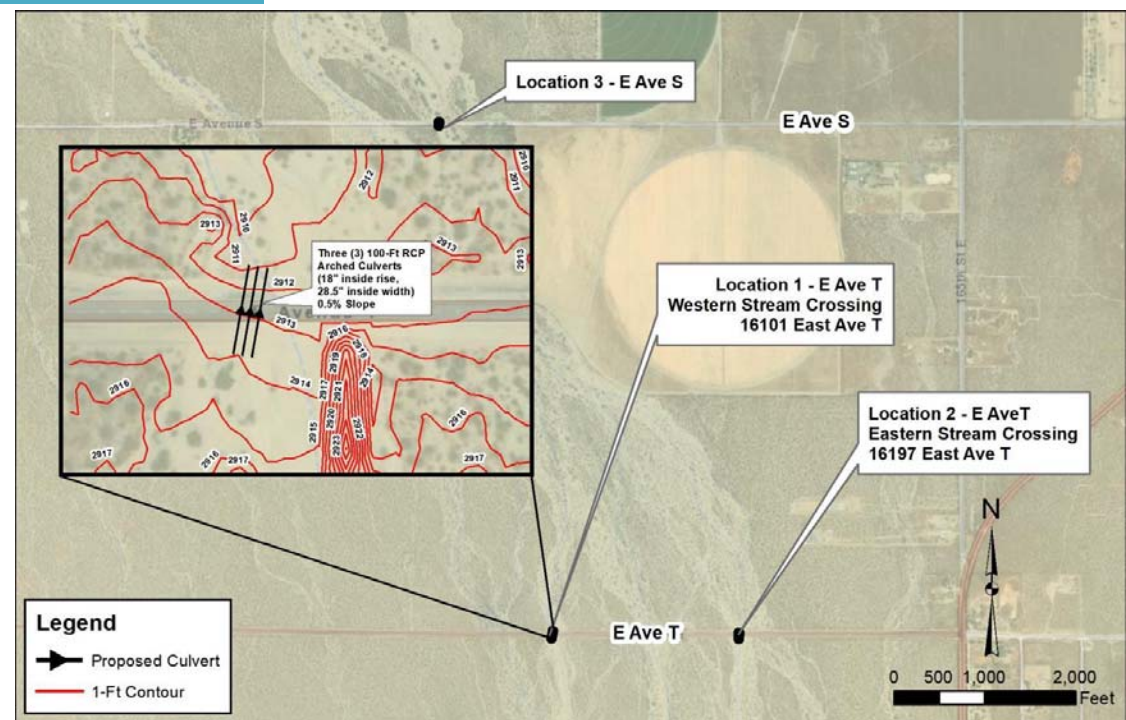 Location 3 - E Ave S
E Avenue S
E Ave S
2916
2911
2912
2913
2911
2913
2913
Three (3) 100-Ft RCP
Arched Culverts
(18" inside rise,
28.5" inside width)
0.5% Slope
2912
2913
2916
2919
2914
2914
2917
2921
2920
2922
2923
2915
2916
2916
2917
2916
2917
2917
165th St E
Location 1 - E Ave T
Western Stream Crossing
16101 East Ave T
Location 2 - E AveT
Eastern Stream Crossing
16197 East Ave T
N
E Ave T
Legend
Proposed Culvert
1-Ft Contour
0 500 1,000 2,000
Feet